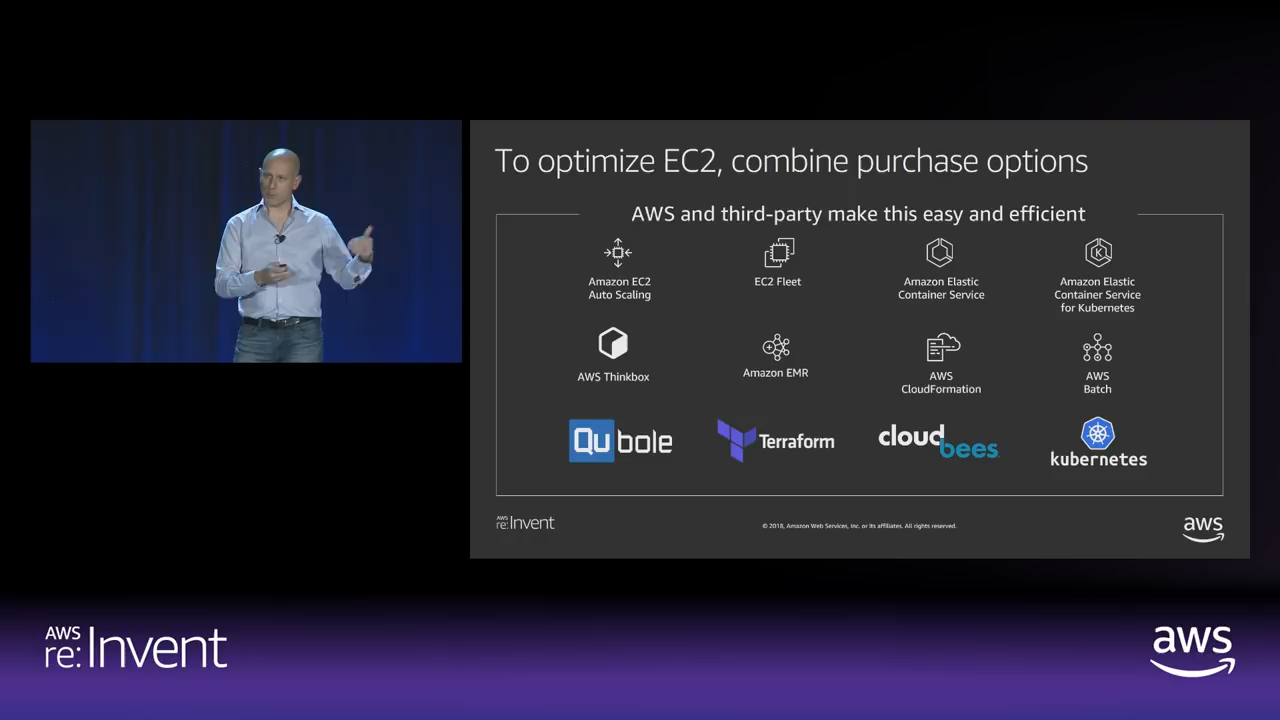 To optimize EC2, combine purchase options
AWS and third-party make this easy and efficient
Amazon EC2
Auto Scaling
EC2 Fleet
Amazon Elastic
Container Service
Amazon Elastic
Container Service
for Kubernetes
K
AWS Thinkbox
Amazon EMR
AWS
CloudFormation
AWS
Batch
Qubole
Terraform
cloudbees
kubernetes
AWS
re:Invent
© 2018, Amazon Web Services, Inc. or its affiliates. All rights reserved.
aws
AWS
re:Invent
aws